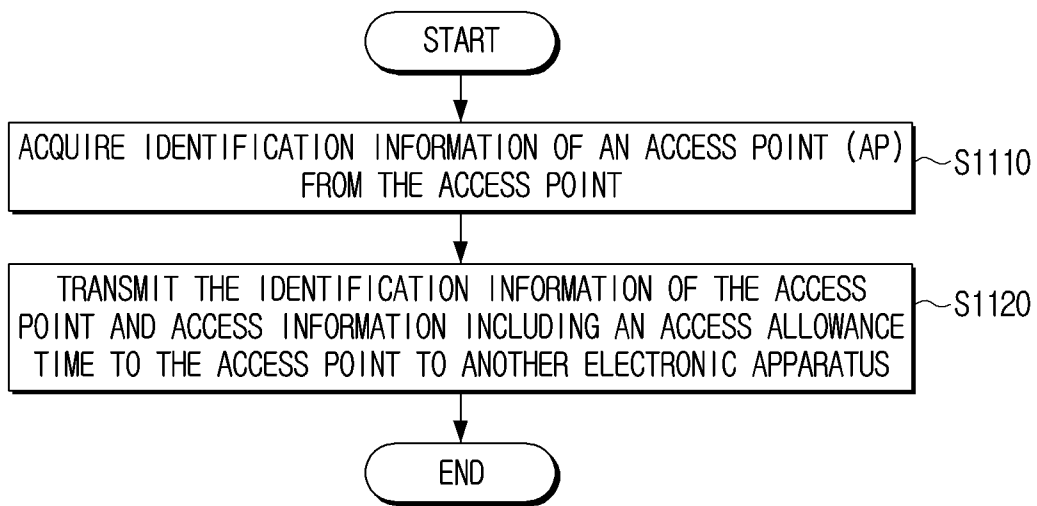 START
ACQUIRE IDENTIFICATION INFORMATION OF AN ACCESS POINT (AP)
FROM THE ACCESS POINT
S1110
TRANSMIT THE IDENTIFICATION INFORMATION OF THE ACCESS
POINT AND ACCESS INFORMATION INCLUDING AN ACCESS ALLOWANCE
TIME TO THE ACCESS POINT TO ANOTHER ELECTRONIC APPARATUS
S1120
END